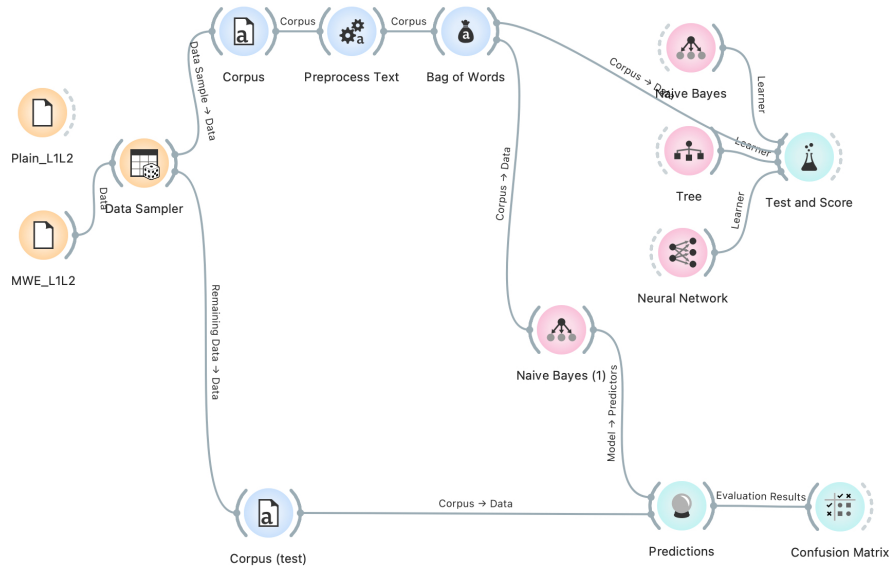 Corpus
Corpus
Corpus
Preprocess Text
Bag of Words
Data Sample → Data
Corpus → Data
Naive Bayes
Learner
Plain_L1L2
Data
Data Sampler
Learner
Tree
Test and Score
Corpus → Data
Learner
MWE_L1L2
Neural Network
Remaining Data → Data
Naive Bayes (1)
Model → Predictors
Corpus → Data
Evaluation Results
Corpus (test)
Predictions
Confusion Matrix
a
a
a
a